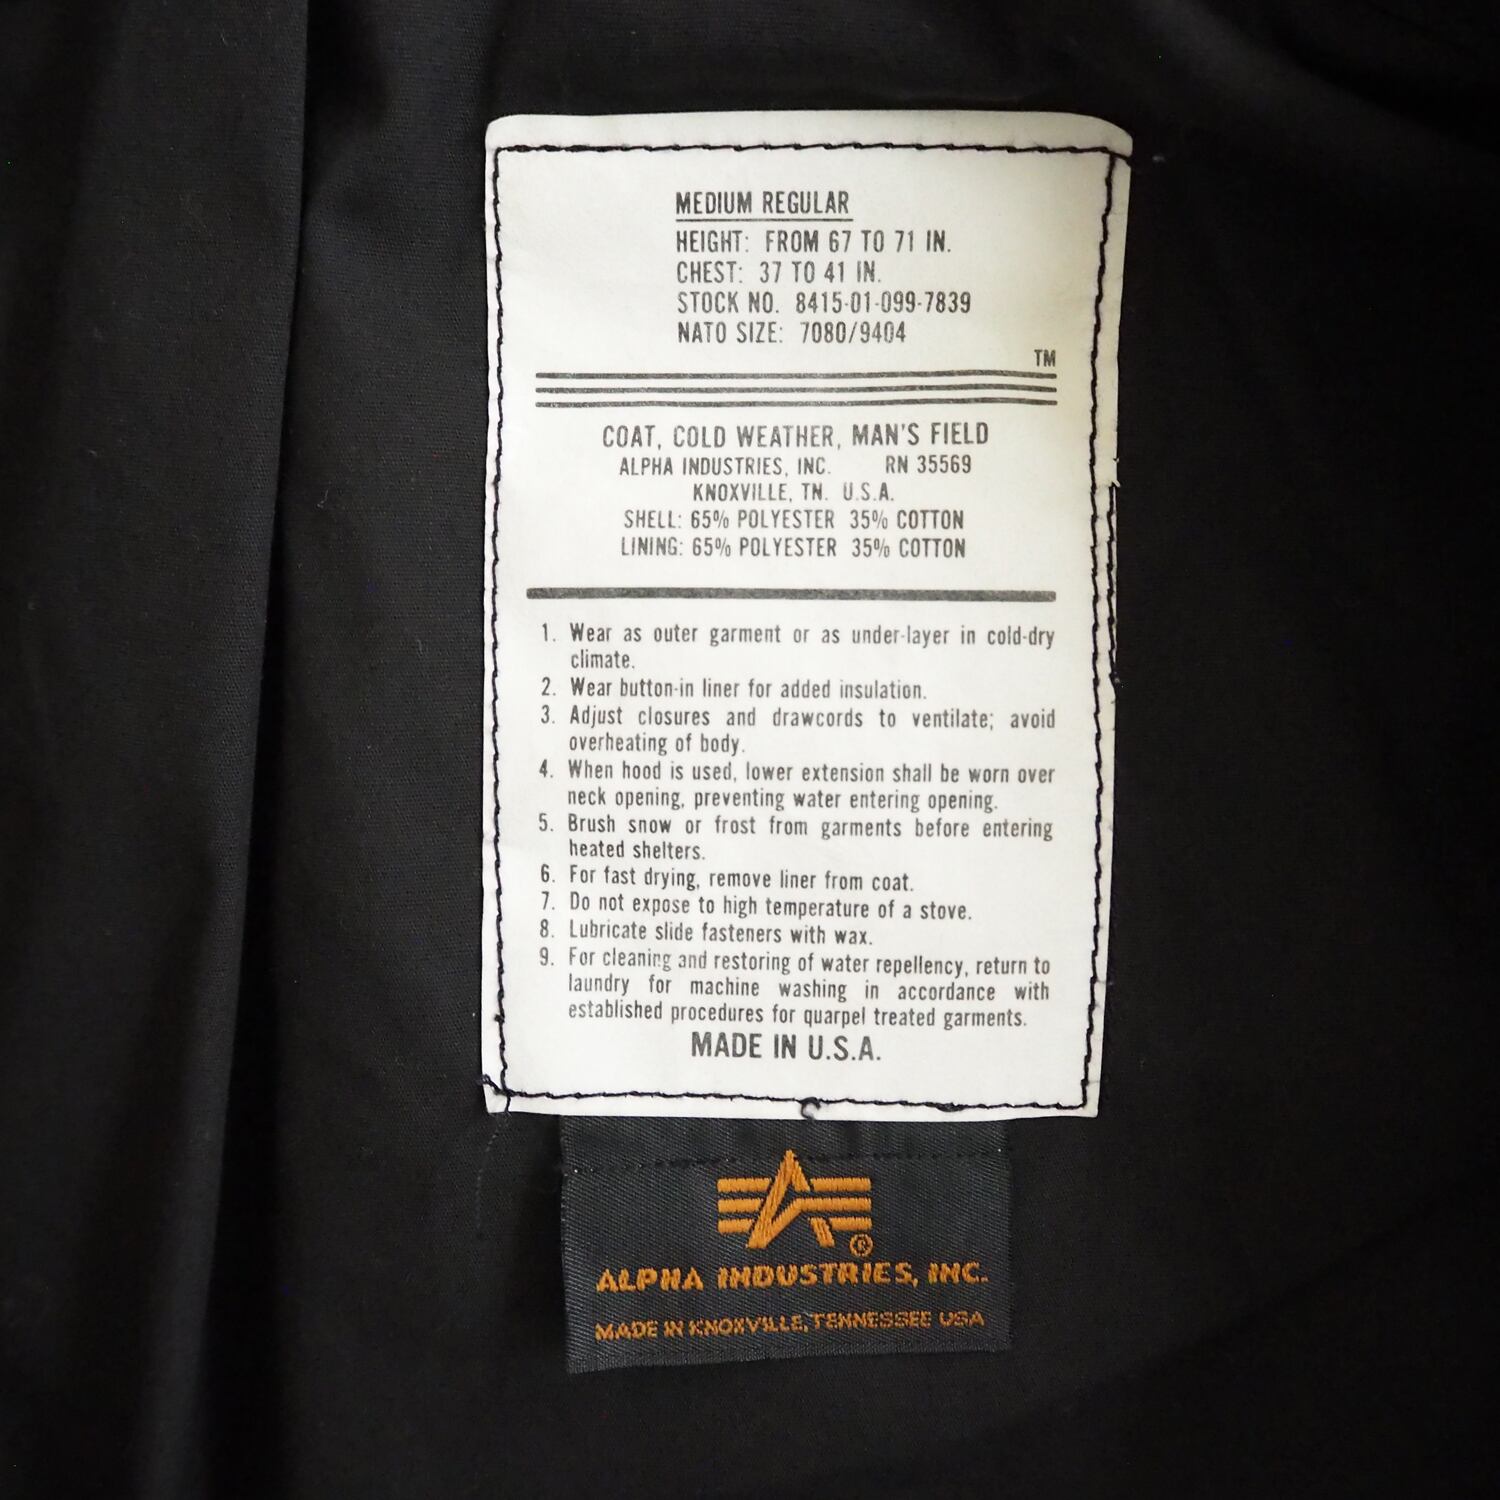 MEDIUM REGULAR
HEIGHT: FROM 67 TO 71 IN.
CHEST: 37 TO 41 IN.
STOCK NO. 8415-01-099-7839
NATO SIZE: 7080/9404
TM
COAT, COLD WEATHER, MAN'S FIELD
ALPHA INDUSTRIES, INC. RN 35569
KNOXVILLE, TN. U.S.A.
SHELL: 65% POLYESTER 35% COTTON
LINING: 65% POLYESTER 35% COTTON
1. Wear as outer garment or as under-layer in cold-dry
climate.
2. Wear button-in liner for added insulation.
3. Adjust closures and drawcords to ventilate; avoid
overheating of body.
4. When hood is used, lower extension shall be worn over
neck opening, preventing water entering opening.
5. Brush snow or frost from garments before entering
heated shelters.
6. For fast drying, remove liner from coat.
7. Do not expose to high temperature of a stove.
8. Lubricate slide fasteners with wax.
9. For cleaning and restoring of water repellency, return to
laundry for machine washing in accordance with
established procedures for quarpel treated garments.
MADE IN U.S.A.
®
ALPHA INDUSTRIES, INC.
MADE IN KNOXVILLE, TENNESSEE USA